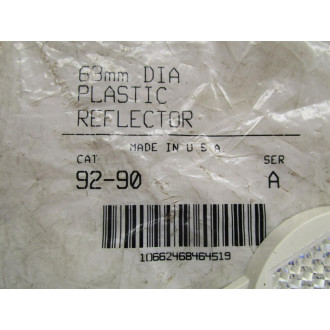 63mm DIA
PLASTIC
REFLECTOR
MADE IN U.S.A.
CAT SER
92-90 A
10662468464519